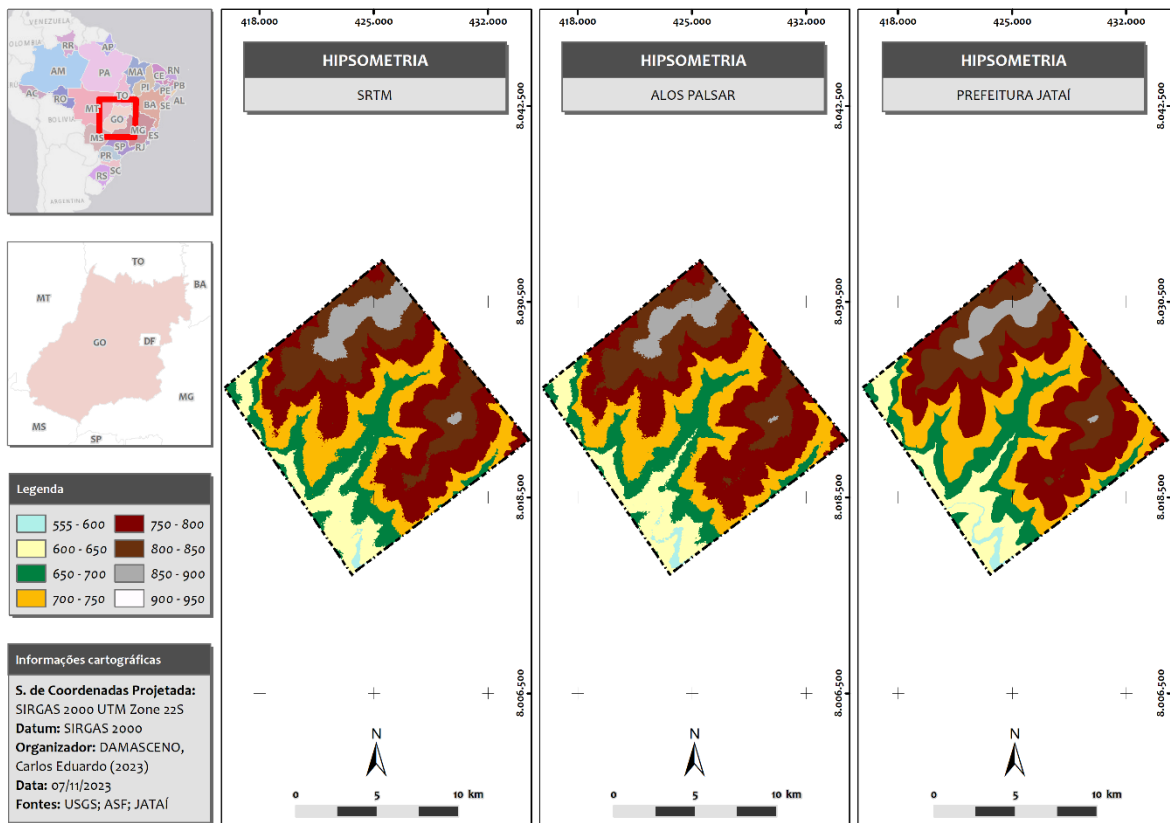 VENEZUELA
COLOMBIA
RR
AP
AM
PA
MA
CE
RN
PI
PB
PE
AC
RO
TO
SE
AL
MT
BA
BOLIVIA
GO
MG
MS
ES
SP
RJ
PR
SC
RS
ARGENTINA
TO
MT
BA
GO
DF
MG
MS
SP
Legenda
555 - 600
750 - 800
600 - 650
800 - 850
650 - 700
850 - 900
700 - 750
900 - 950
Informações cartográficas
S. de Coordenadas Projetada:
SIRGAS 2000 UTM Zone 22S
Datum: SIRGAS 2000
Organizador: DAMASCENO,
Carlos Eduardo (2023)
Data: 07/11/2023
Fontes: USGS; ASF; JATAÍ
418.000 425.000 432.000
HIPSOMETRIA
SRTM
8.042.500
8.030.500
8.018.500
8.006.500
N
0 5 10 km
418.000 425.000 432.000
HIPSOMETRIA
ALOS PALSAR
8.042.500
8.030.500
8.018.500
8.006.500
N
0 5 10 km
418.000 425.000 432.000
HIPSOMETRIA
PREFEITURA JATAÍ
8.042.500
8.030.500
8.018.500
8.006.500
N
0 5 10 km